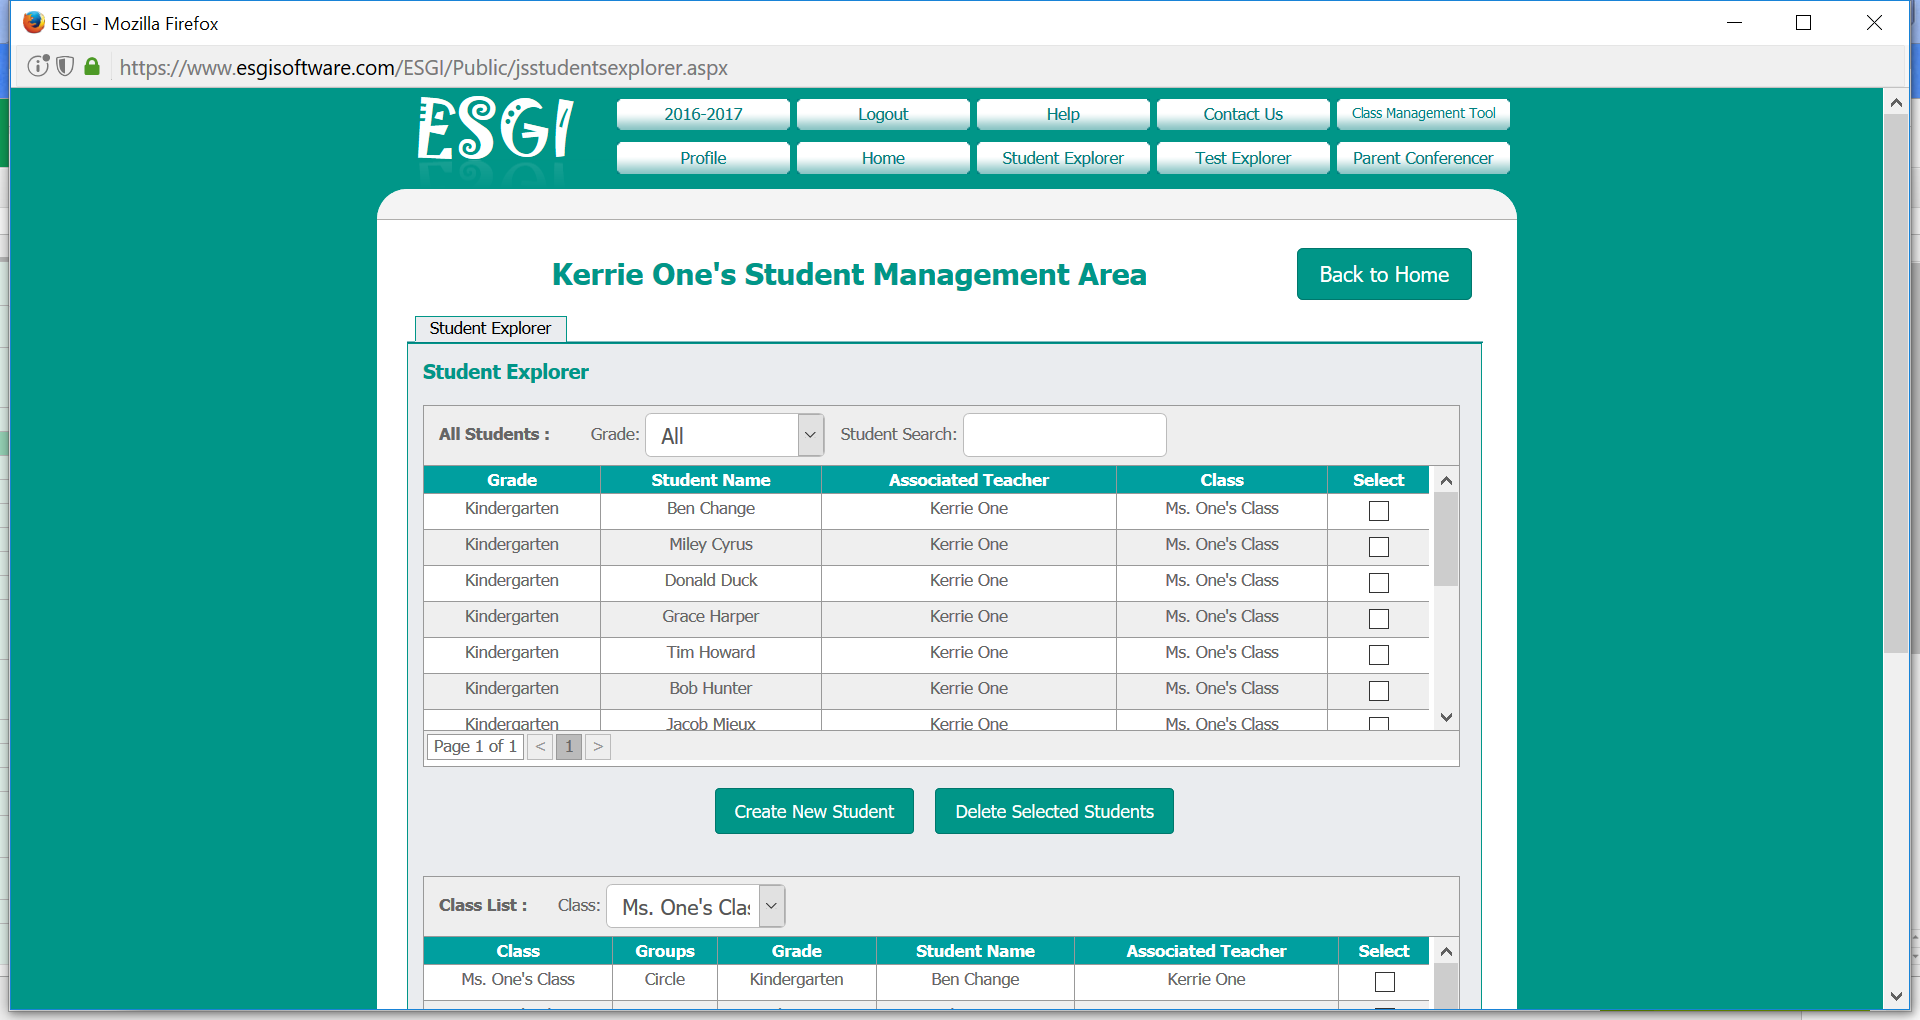 ESGI - Mozilla Firefox
https://www.esgisoftware.com/ESGI/Public/jsstudentsexplorer.aspx
ESGI
2016-2017 Logout Help Contact Us Class Management Tool
Profile Home Student Explorer Test Explorer Parent Conferencer
Kerrie One's Student Management Area
Back to Home
Student Explorer
Student Explorer
All Students : Grade: All Student Search:
Grade Student Name Associated Teacher Class Select
Kindergarten Ben Change Kerrie One Ms. One's Class
Kindergarten Miley Cyrus Kerrie One Ms. One's Class
Kindergarten Donald Duck Kerrie One Ms. One's Class
Kindergarten Grace Harper Kerrie One Ms. One's Class
Kindergarten Tim Howard Kerrie One Ms. One's Class
Kindergarten Bob Hunter Kerrie One Ms. One's Class
Kindergarten Jacob Mieux Kerrie One Ms. One's Class
Page 1 of 1 < 1 >
Create New Student Delete Selected Students
Class List : Class: Ms. One's Clas
Class Groups Grade Student Name Associated Teacher Select
Ms. One's Class Circle Kindergarten Ben Change Kerrie One